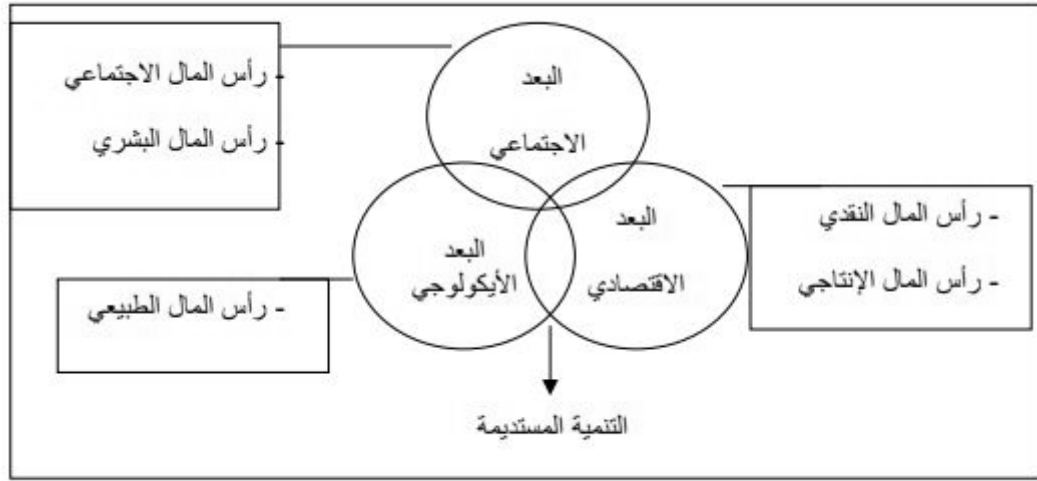 البعد
الاجتماعي
- رأس المال الاجتماعي
- رأس المال البشري
البعد
الاقتصادي
- رأس المال النقدي
- رأس المال الإنتاجي
البعد
الأيكولوجي
- رأس المال الطبيعي
التنمية المستديمة